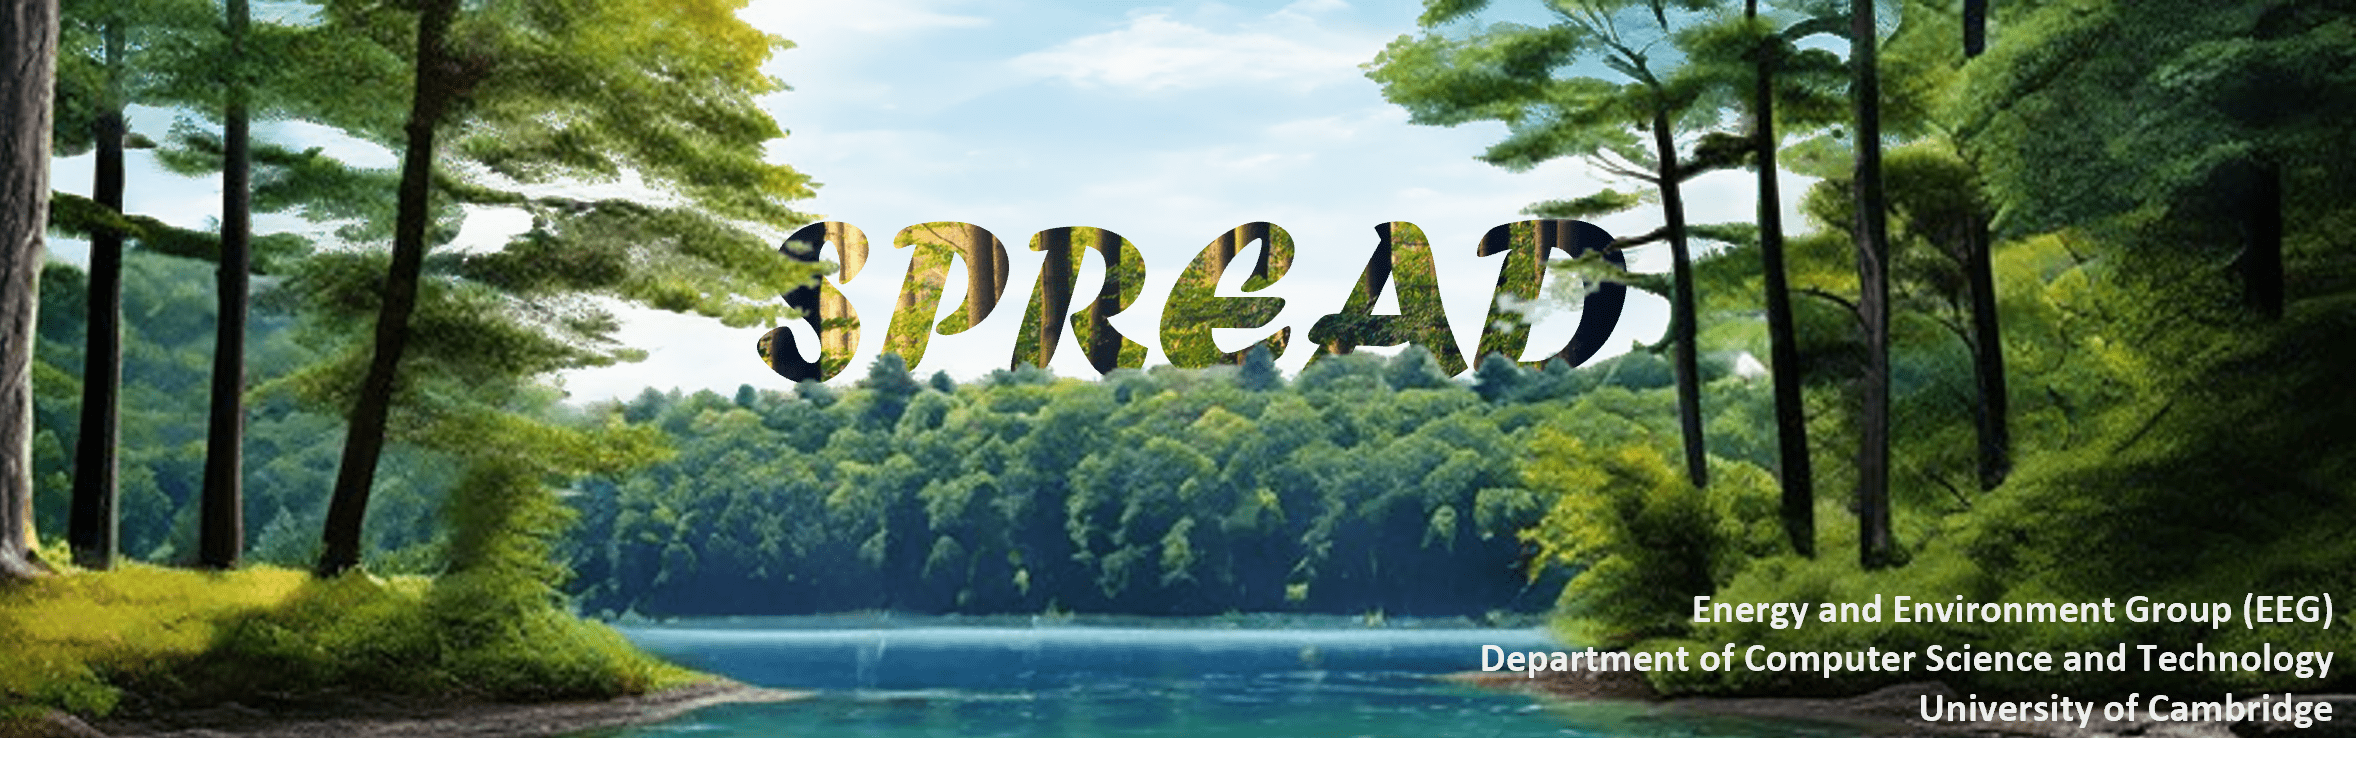 SPREAD
Energy and Environment Group (EEG)
Department of Computer Science and Technology
University of Cambridge